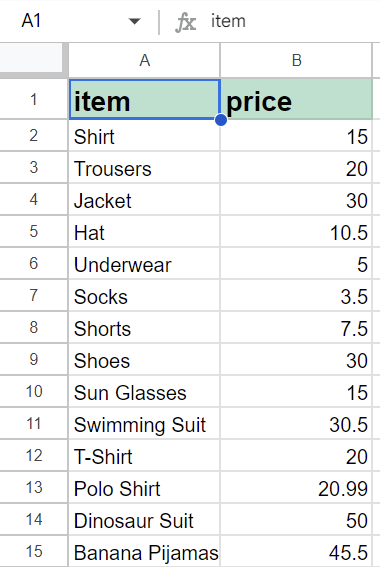 A1 fx item
A B
1 item price
2 Shirt 15
3 Trousers 20
4 Jacket 30
5 Hat 10.5
6 Underwear 5
7 Socks 3.5
8 Shorts 7.5
9 Shoes 30
10 Sun Glasses 15
11 Swimming Suit 30.5
12 T-Shirt 20
13 Polo Shirt 20.99
14 Dinosaur Suit 50
15 Banana Pijamas 45.5